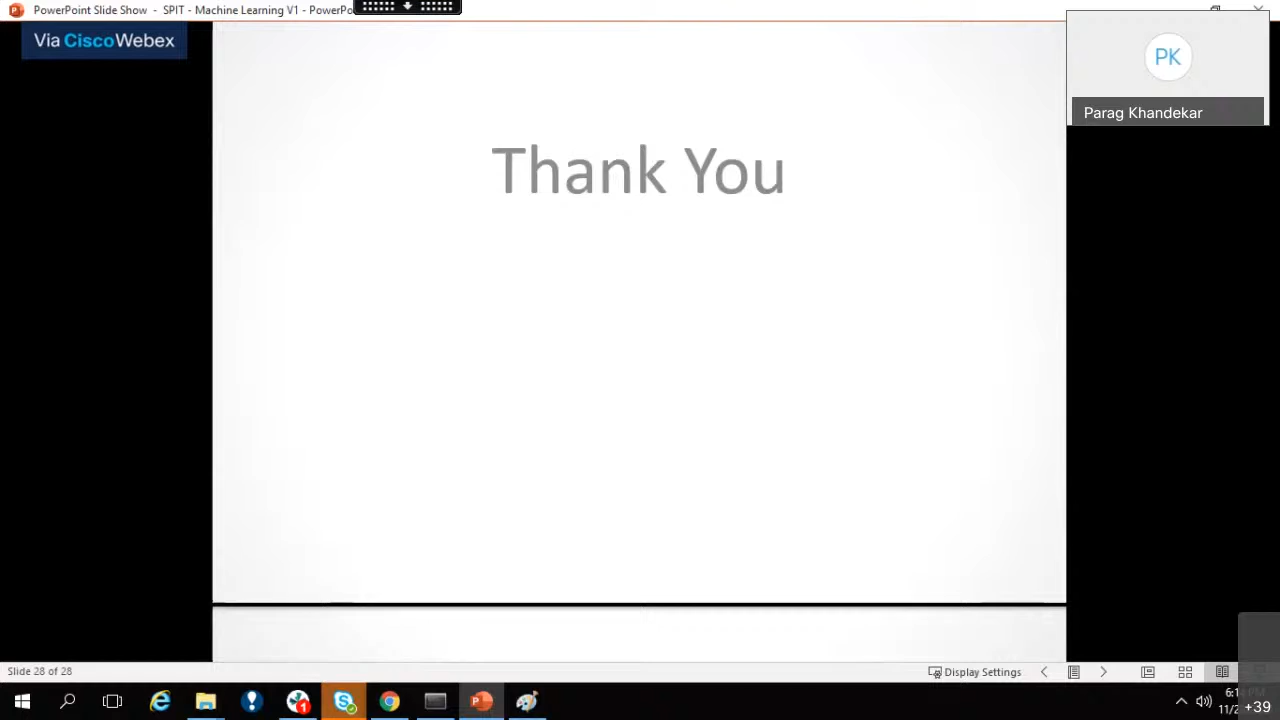 PowerPoint Slide Show - SPIT - Machine Learning V1 - PowerPo
Via CiscoWebex
PK
Parag Khandekar
Thank You
Slide 28 of 28
Display Settings
1
+39